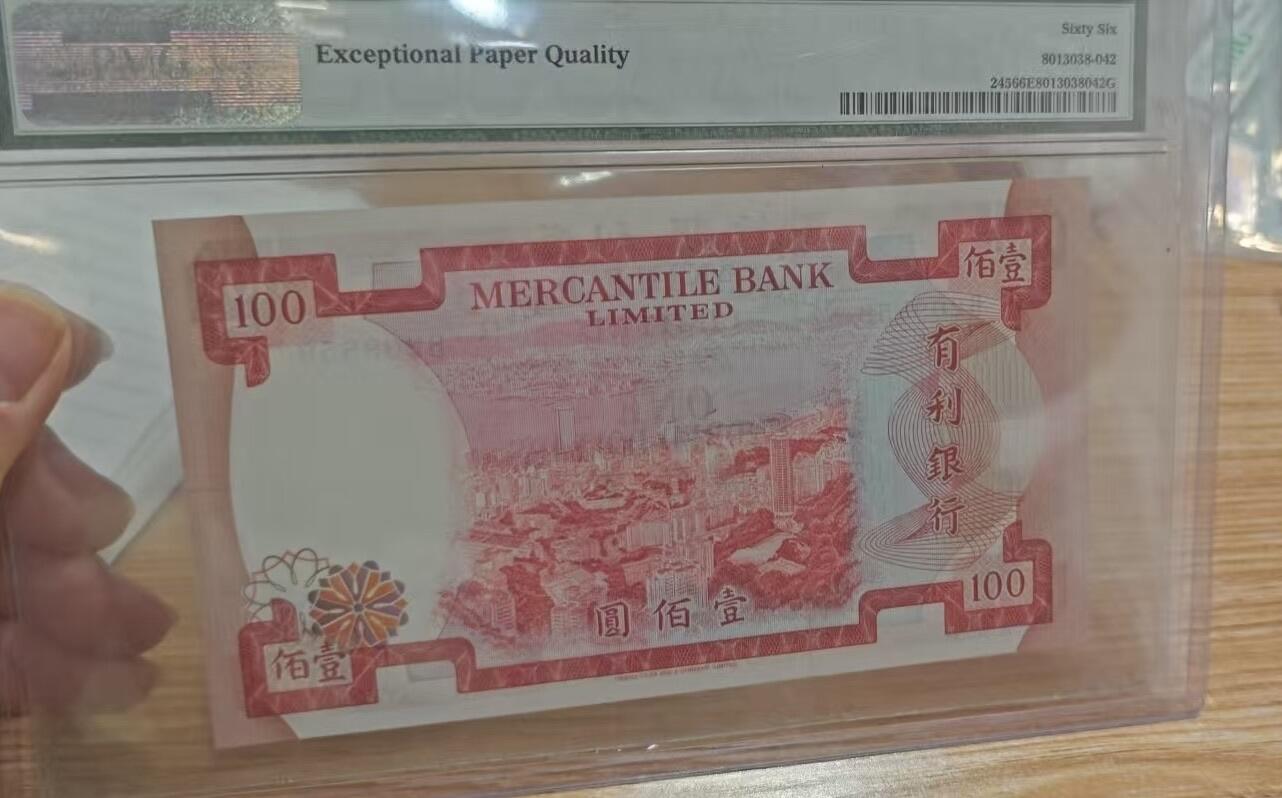 PMG
Exceptional Paper Quality
Sixty Six
8013038-042
24566E8013038042G
MERCANTILE BANK
LIMITED
100
佰壹
有利銀行
圓佰壹
100
佰壹